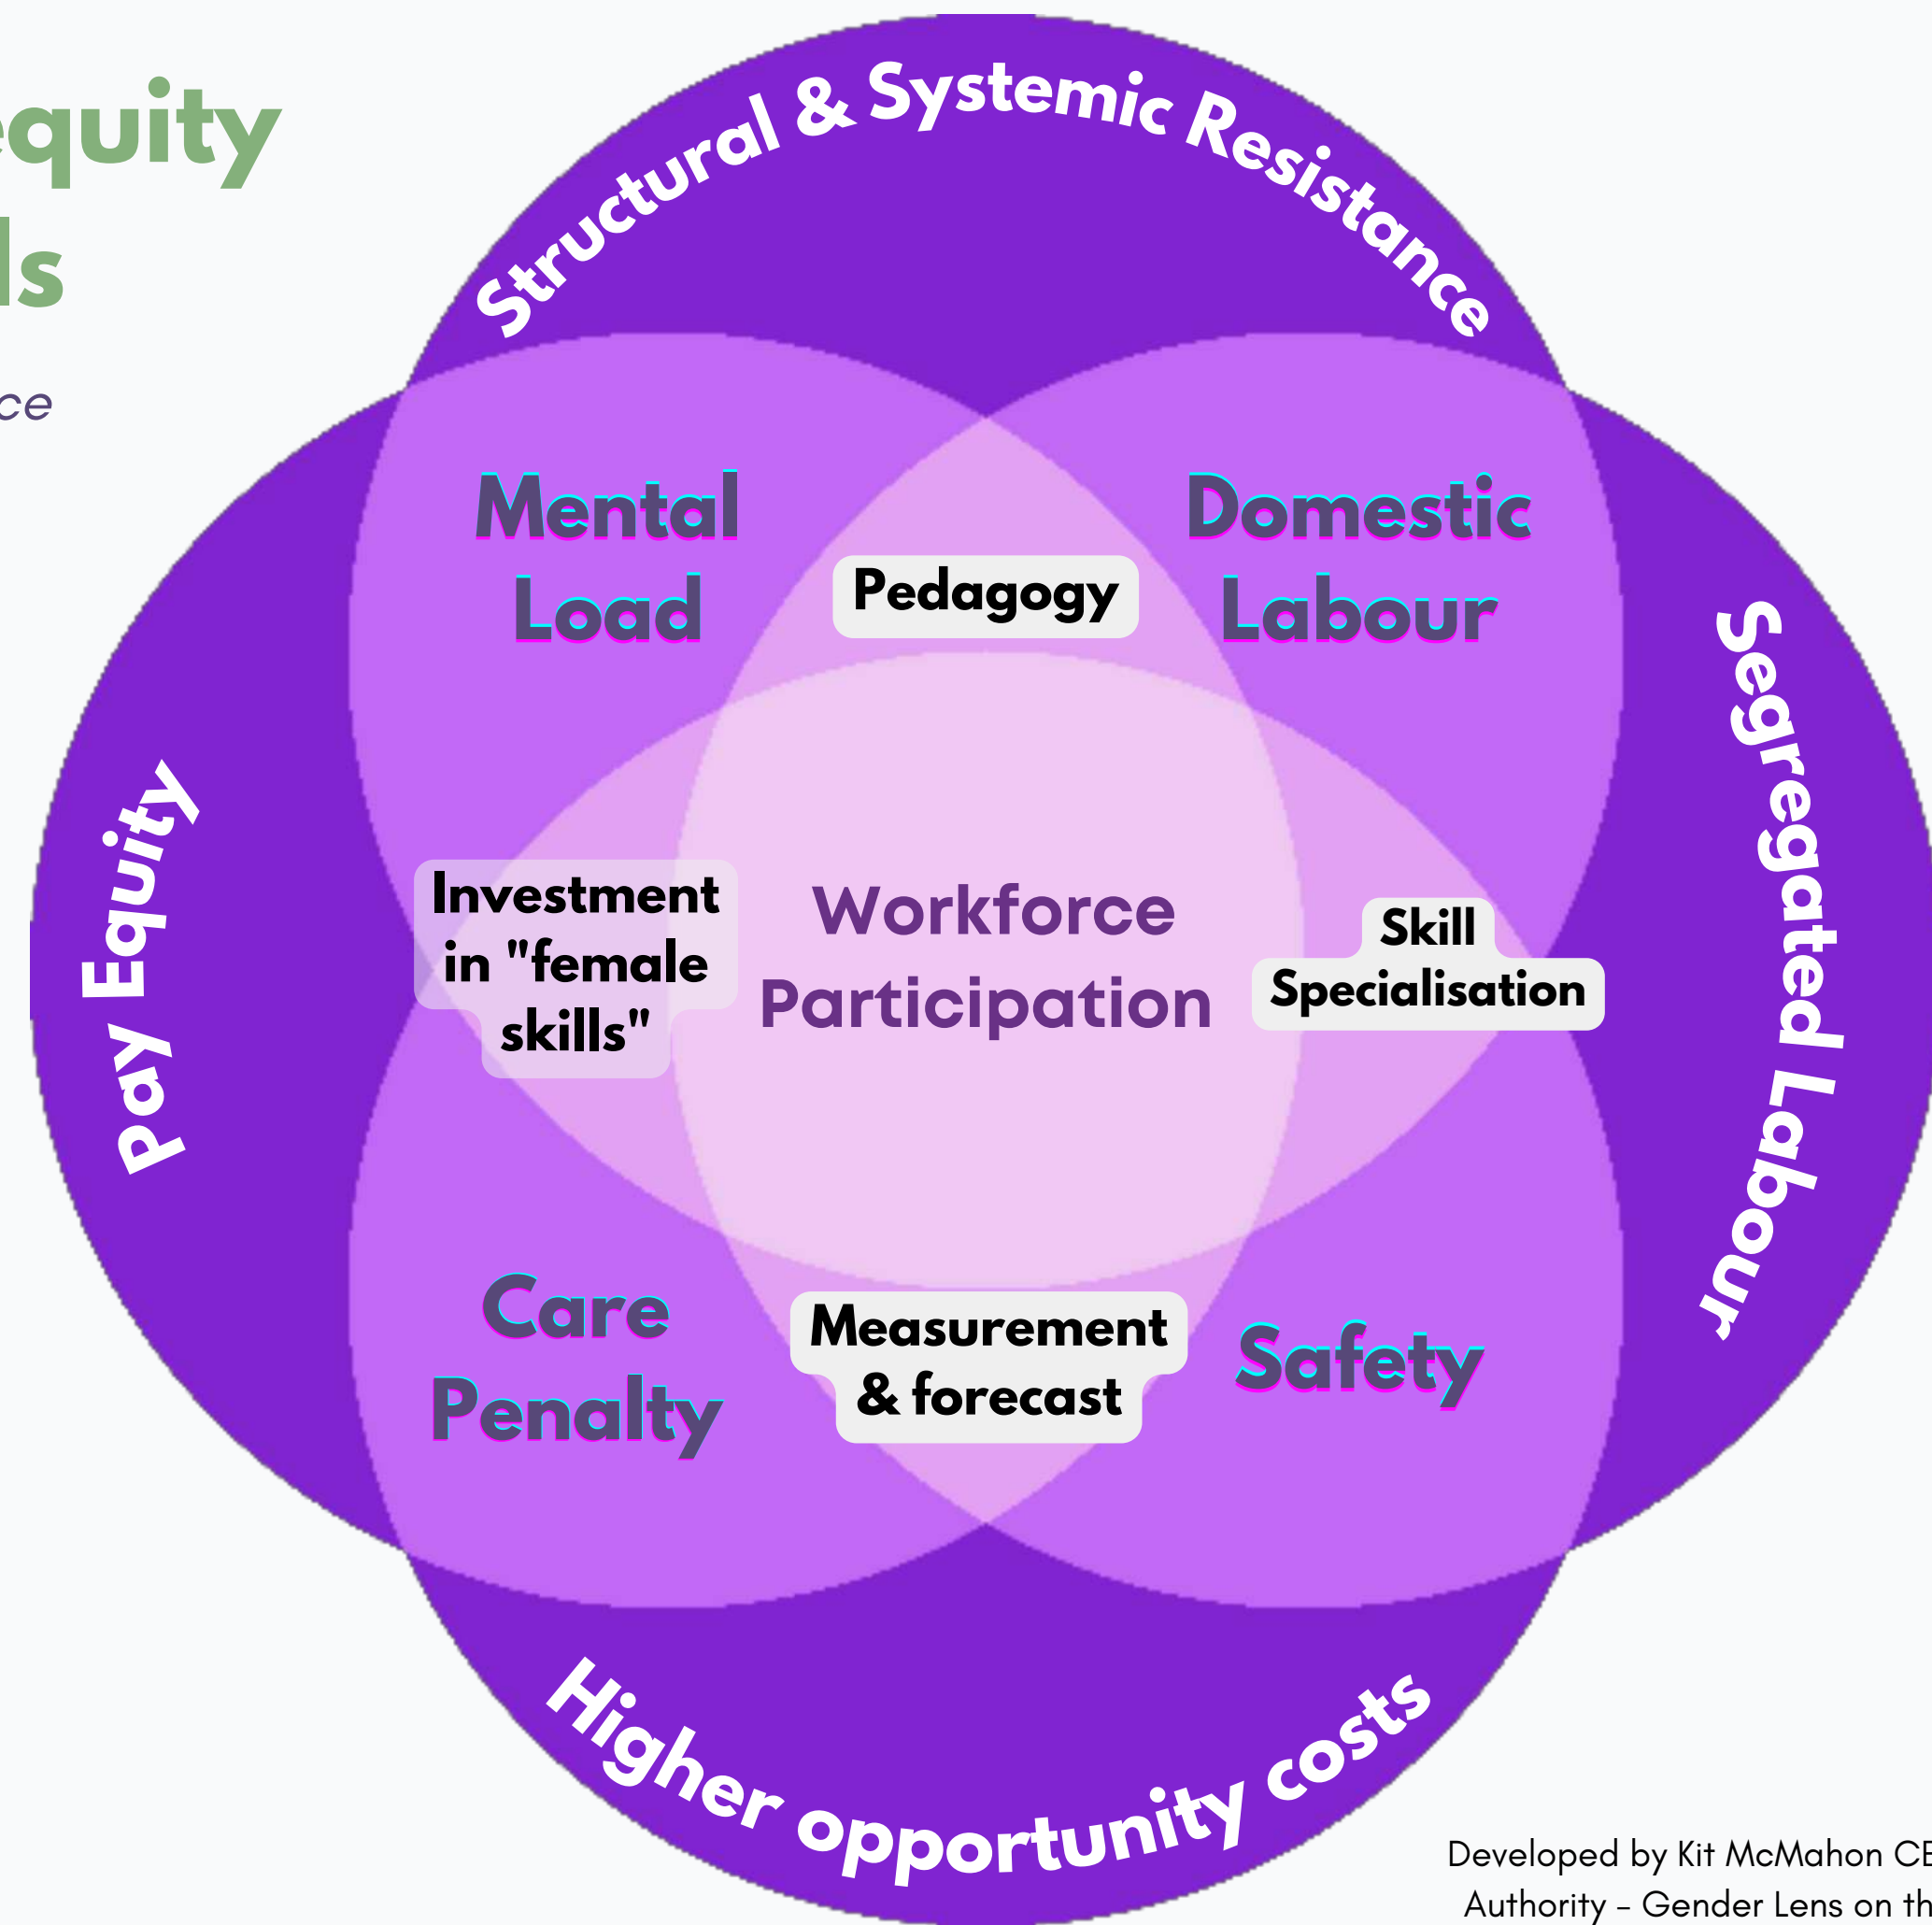 equity
ls
ce
Structural & Systemic Resistance
Mental
Load
Domestic
Labour
Pedagogy
Pay Equity
Segregated Labour
Investment
in "female
skills"
Workforce
Participation
Skill
Specialisation
Care
Penalty
Measurement
& forecast
Safety
Higher opportunity costs
Developed by Kit McMahon CE
Authority - Gender Lens on th